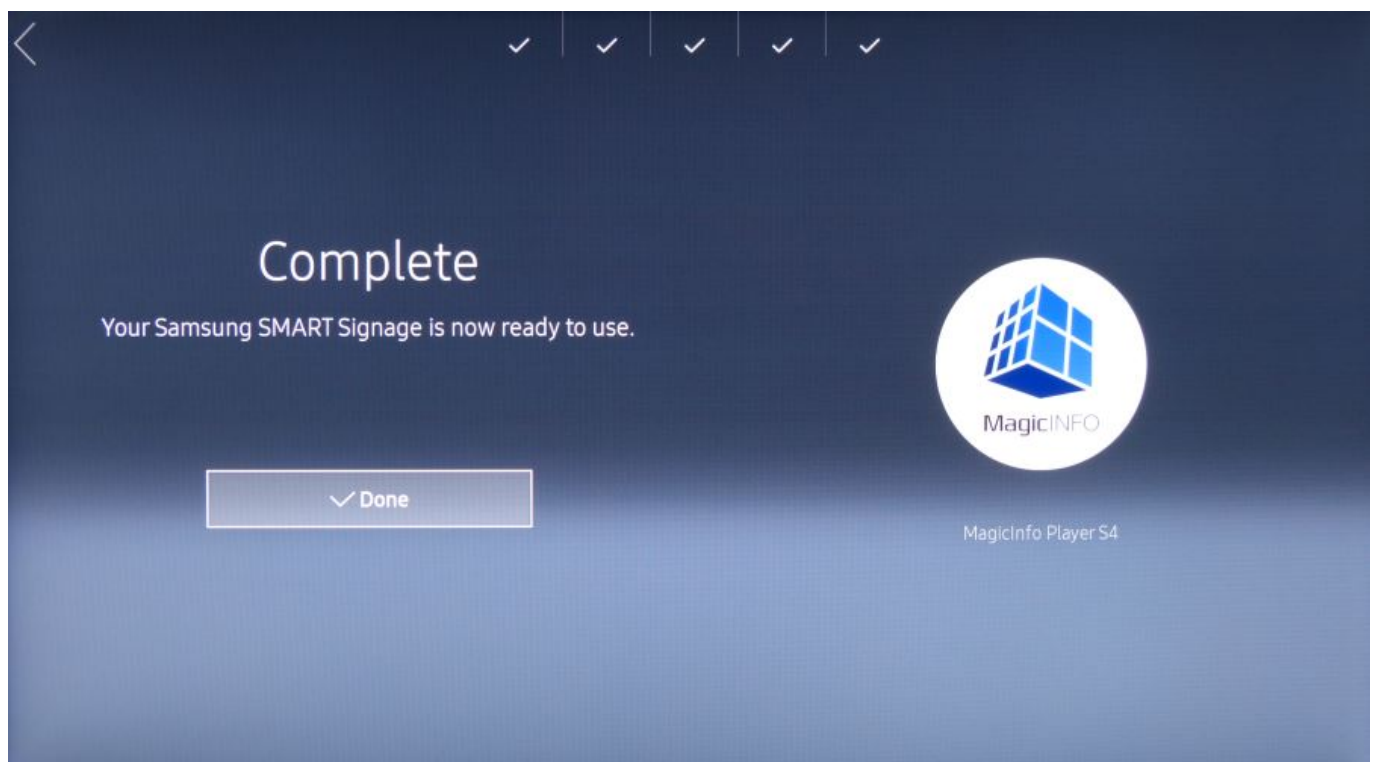 Complete
Your Samsung SMART Signage is now ready to use.
Done
MagicINFO
MagicInfo Player S4